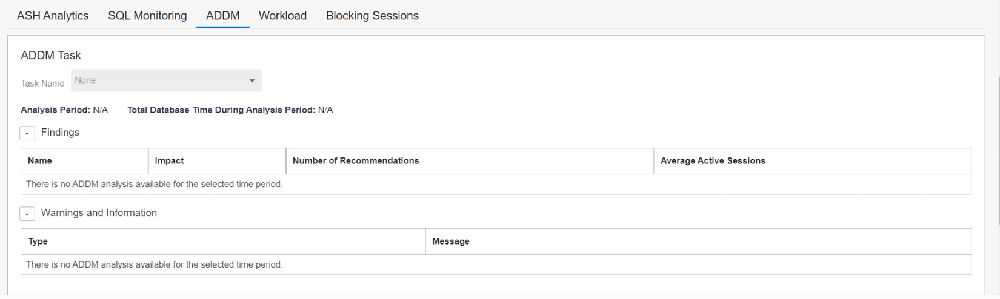 ASH Analytics SQL Monitoring ADDM Workload Blocking Sessions
ADDM Task
Task Name None
Analysis Period: N/A Total Database Time During Analysis Period: N/A
- Findings
Name Impact Number of Recommendations Average Active Sessions
There is no ADDM analysis available for the selected time period.
- Warnings and Information
Type Message
There is no ADDM analysis available for the selected time period.